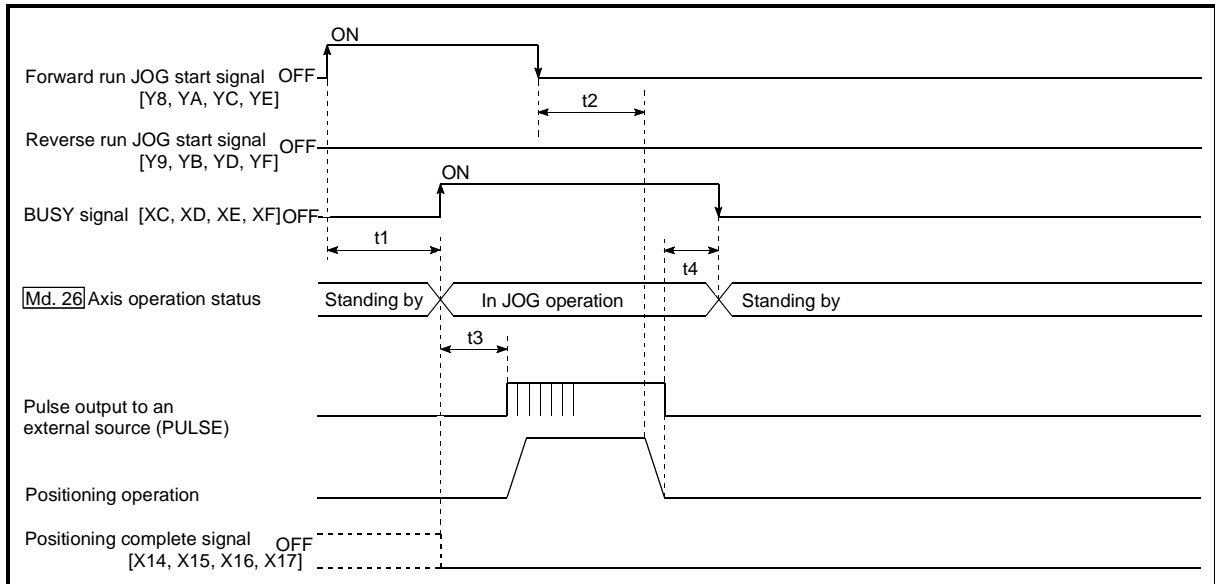 ON
Forward run JOG start signal OFF
[Y8, YA, YC, YE]
t2
Reverse run JOG start signal OFF
[Y9, YB, YD, YF]
ON
BUSY signal [XC, XD, XE, XF] OFF
t1
t4
Md. 26 Axis operation status
Standing by
In JOG operation
Standing by
t3
Pulse output to an
external source (PULSE)
Positioning operation
Positioning complete signal OFF
[X14, X15, X16, X17]